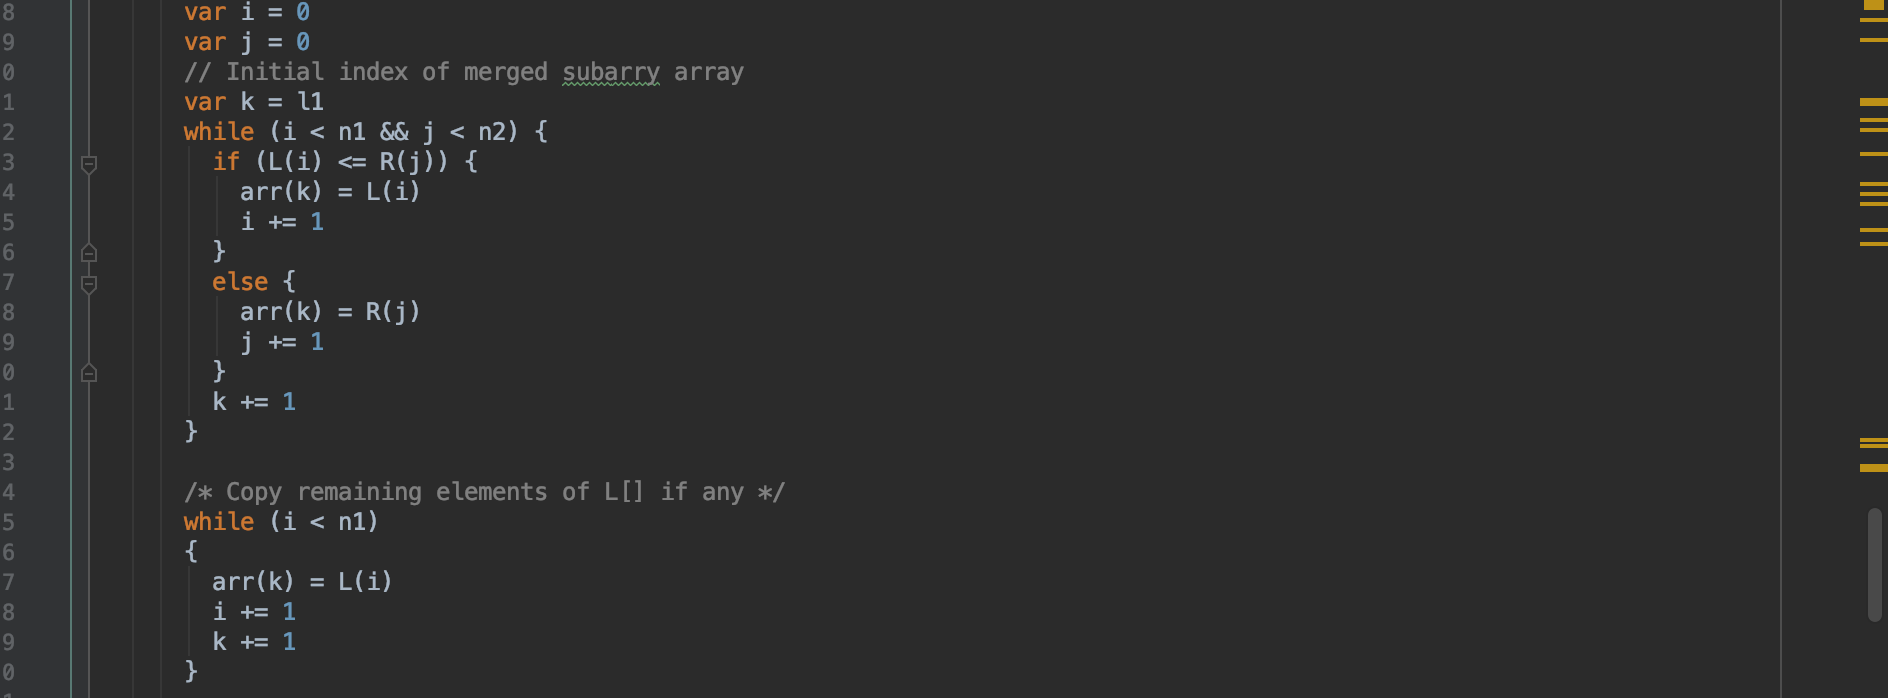 8 var i = 0
9 var j = 0
0 // Initial index of merged subarry array
1 var k = l1
2 while (i < n1 && j < n2) {
3 if (L(i) <= R(j)) {
4 arr(k) = L(i)
5 i += 1
6 }
7 else {
8 arr(k) = R(j)
9 j += 1
0 }
1 k += 1
2 }
3
4 /* Copy remaining elements of L[] if any */
5 while (i < n1)
6 {
7 arr(k) = L(i)
8 i += 1
9 k += 1
0 }